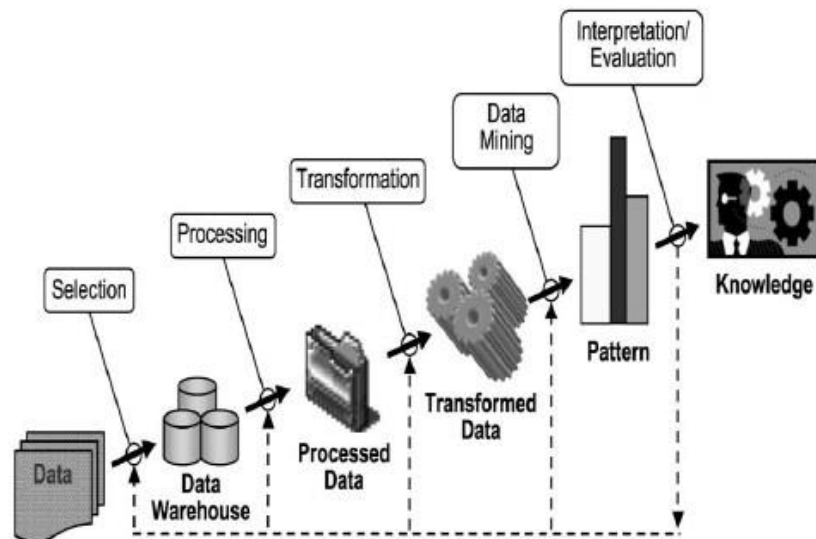 Interpretation/
Evaluation
Data
Mining
Transformation
Processing
Selection
Knowledge
Pattern
Transformed
Data
Processed
Data
Data
Warehouse
Data